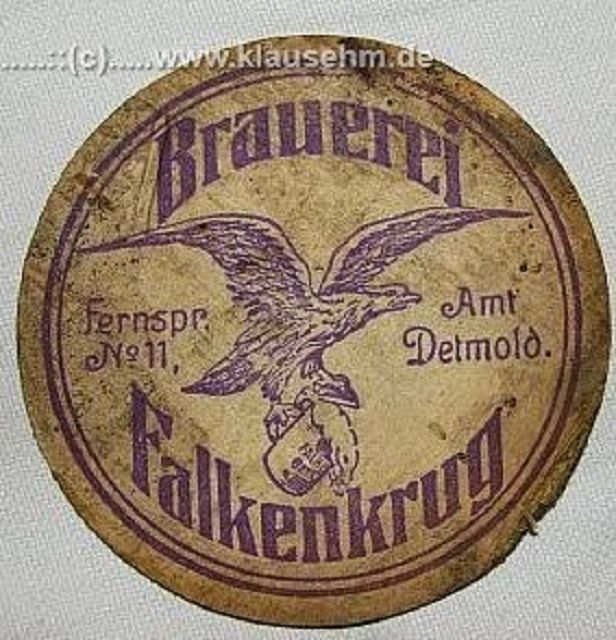 .....::(c).....www.klausehm.de
Brauerei
Fernspr.
No 11,
Amt
Detmold.
Falkenkrug